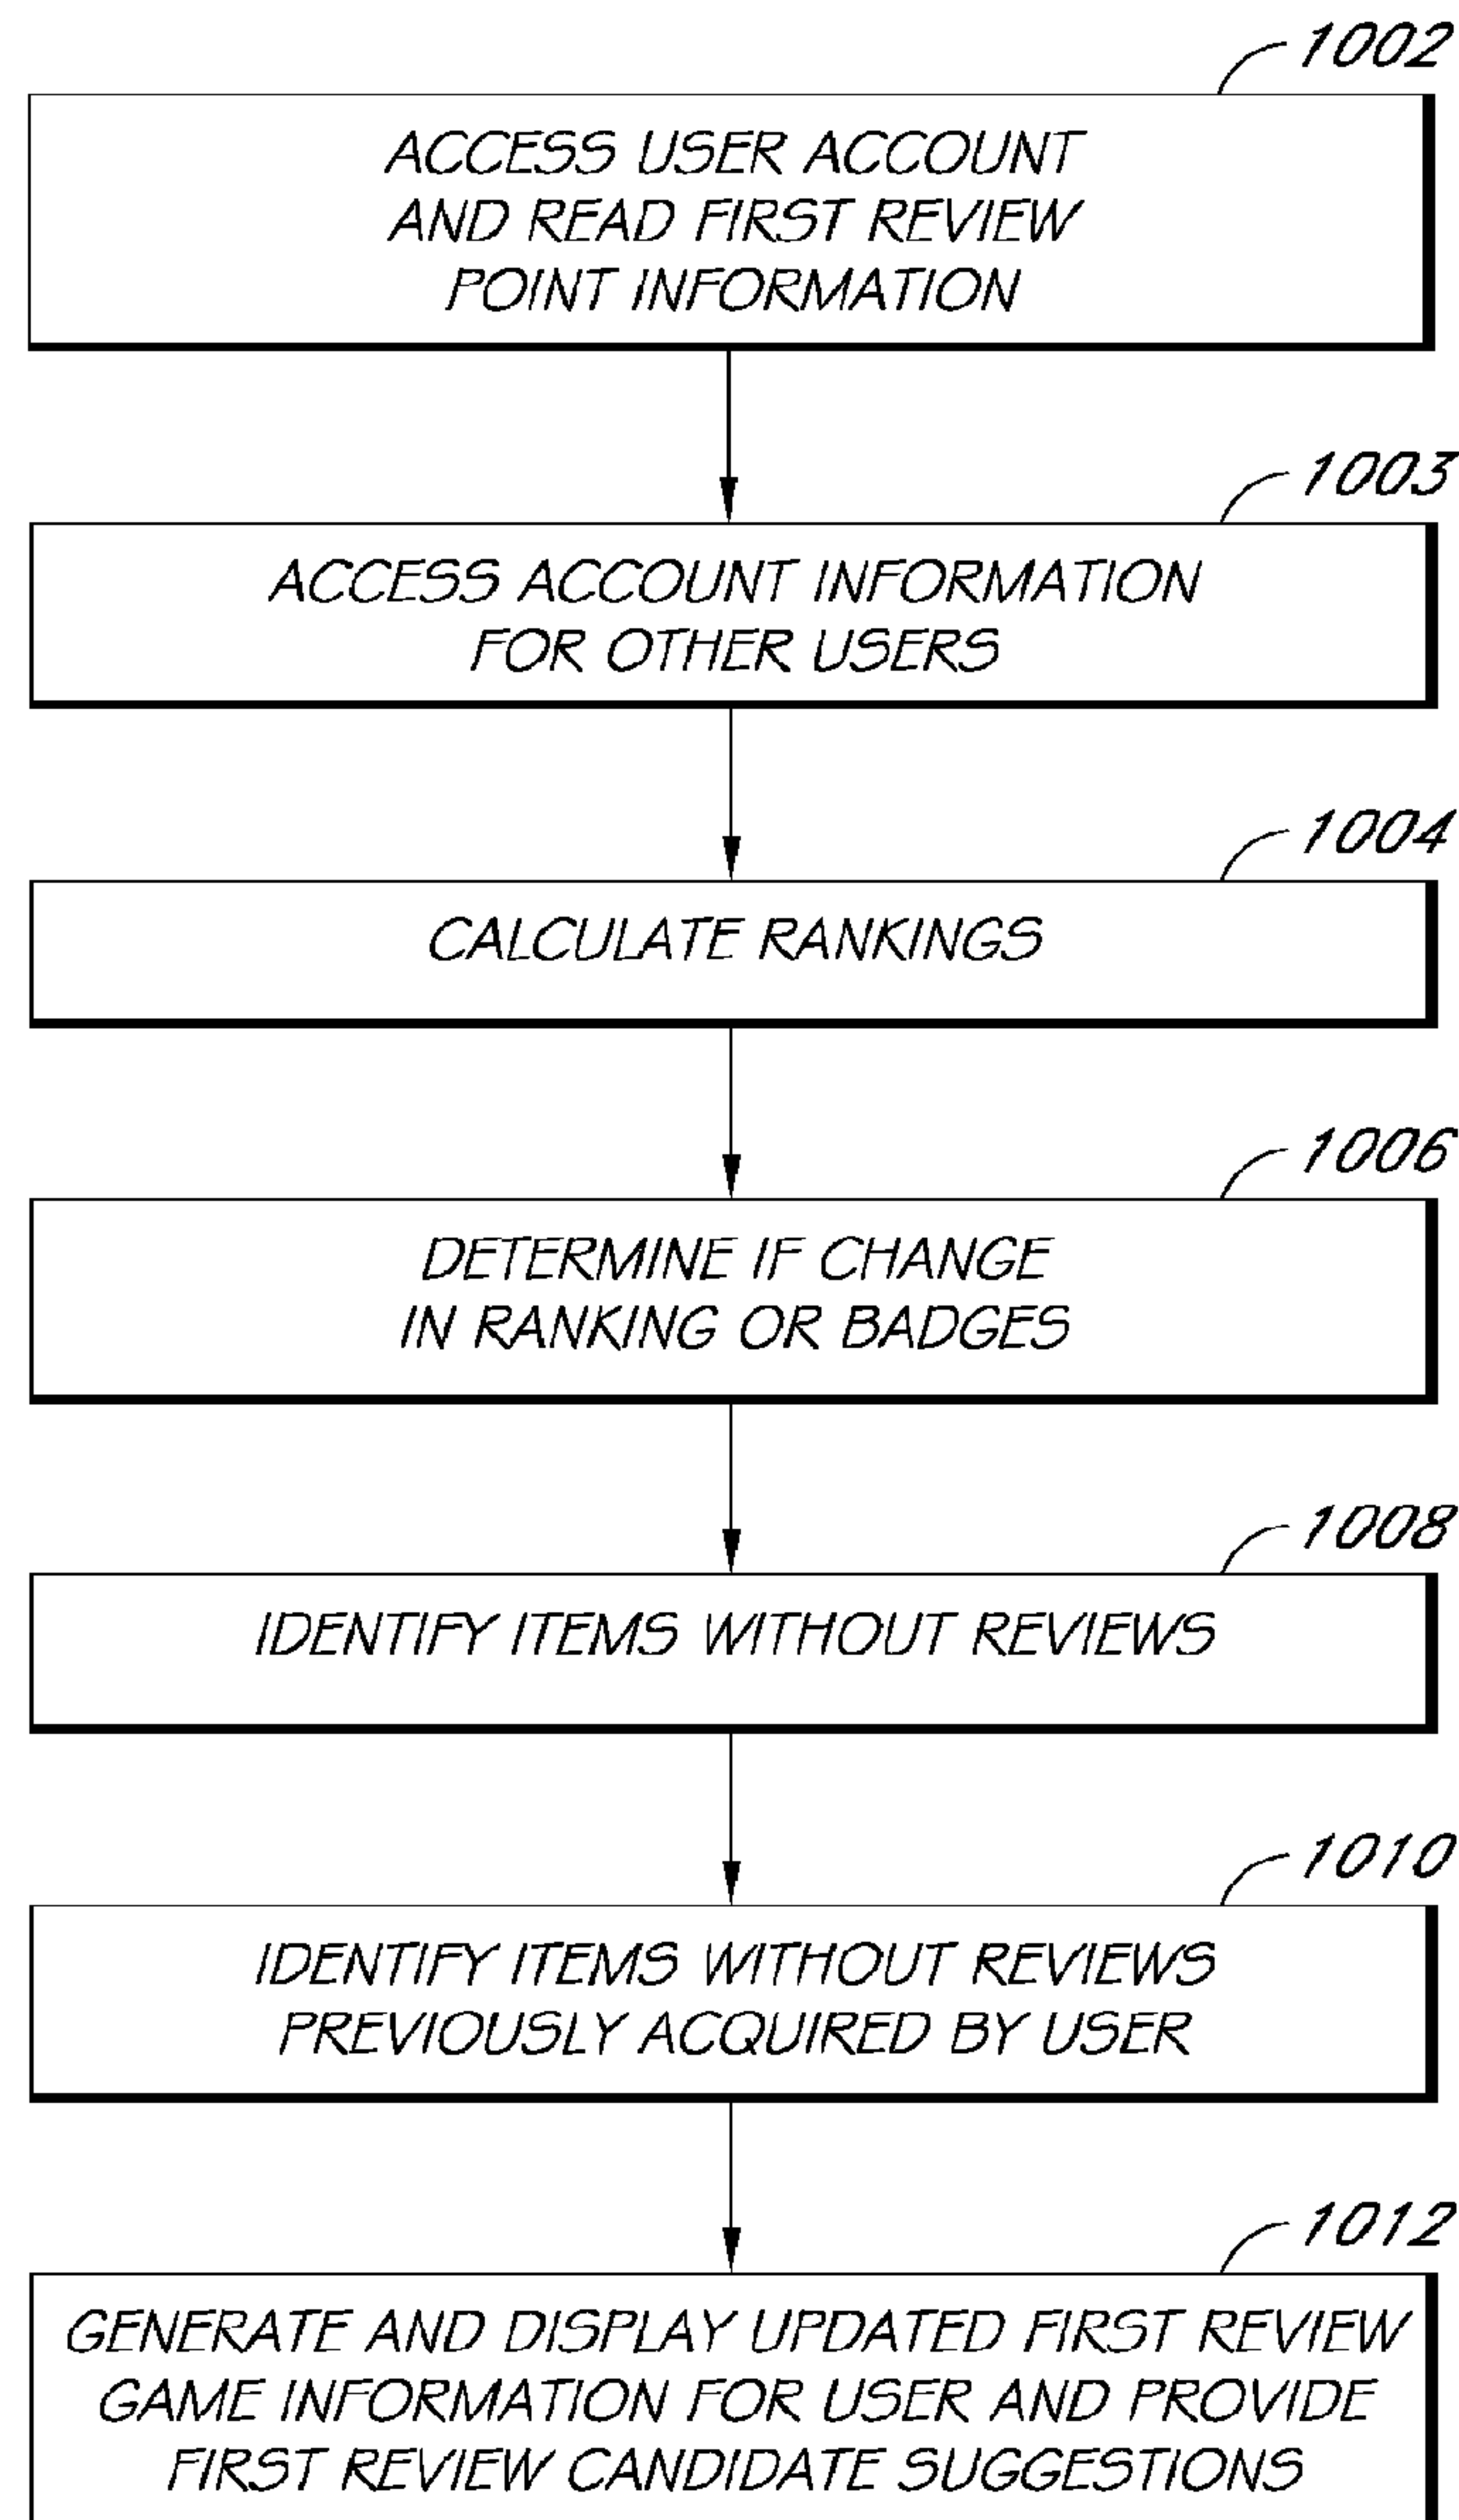 1002
ACCESS USER ACCOUNT
AND READ FIRST REVIEW
POINT INFORMATION
1003
ACCESS ACCOUNT INFORMATION
FOR OTHER USERS
1004
CALCULATE RANKINGS
1006
DETERMINE IF CHANGE
IN RANKING OR BADGES
1008
IDENTIFY ITEMS WITHOUT REVIEWS
1010
IDENTIFY ITEMS WITHOUT REVIEWS
PREVIOUSLY ACQUIRED BY USER
1012
GENERATE AND DISPLAY UPDATED FIRST REVIEW
GAME INFORMATION FOR USER AND PROVIDE
FIRST REVIEW CANDIDATE SUGGESTIONS